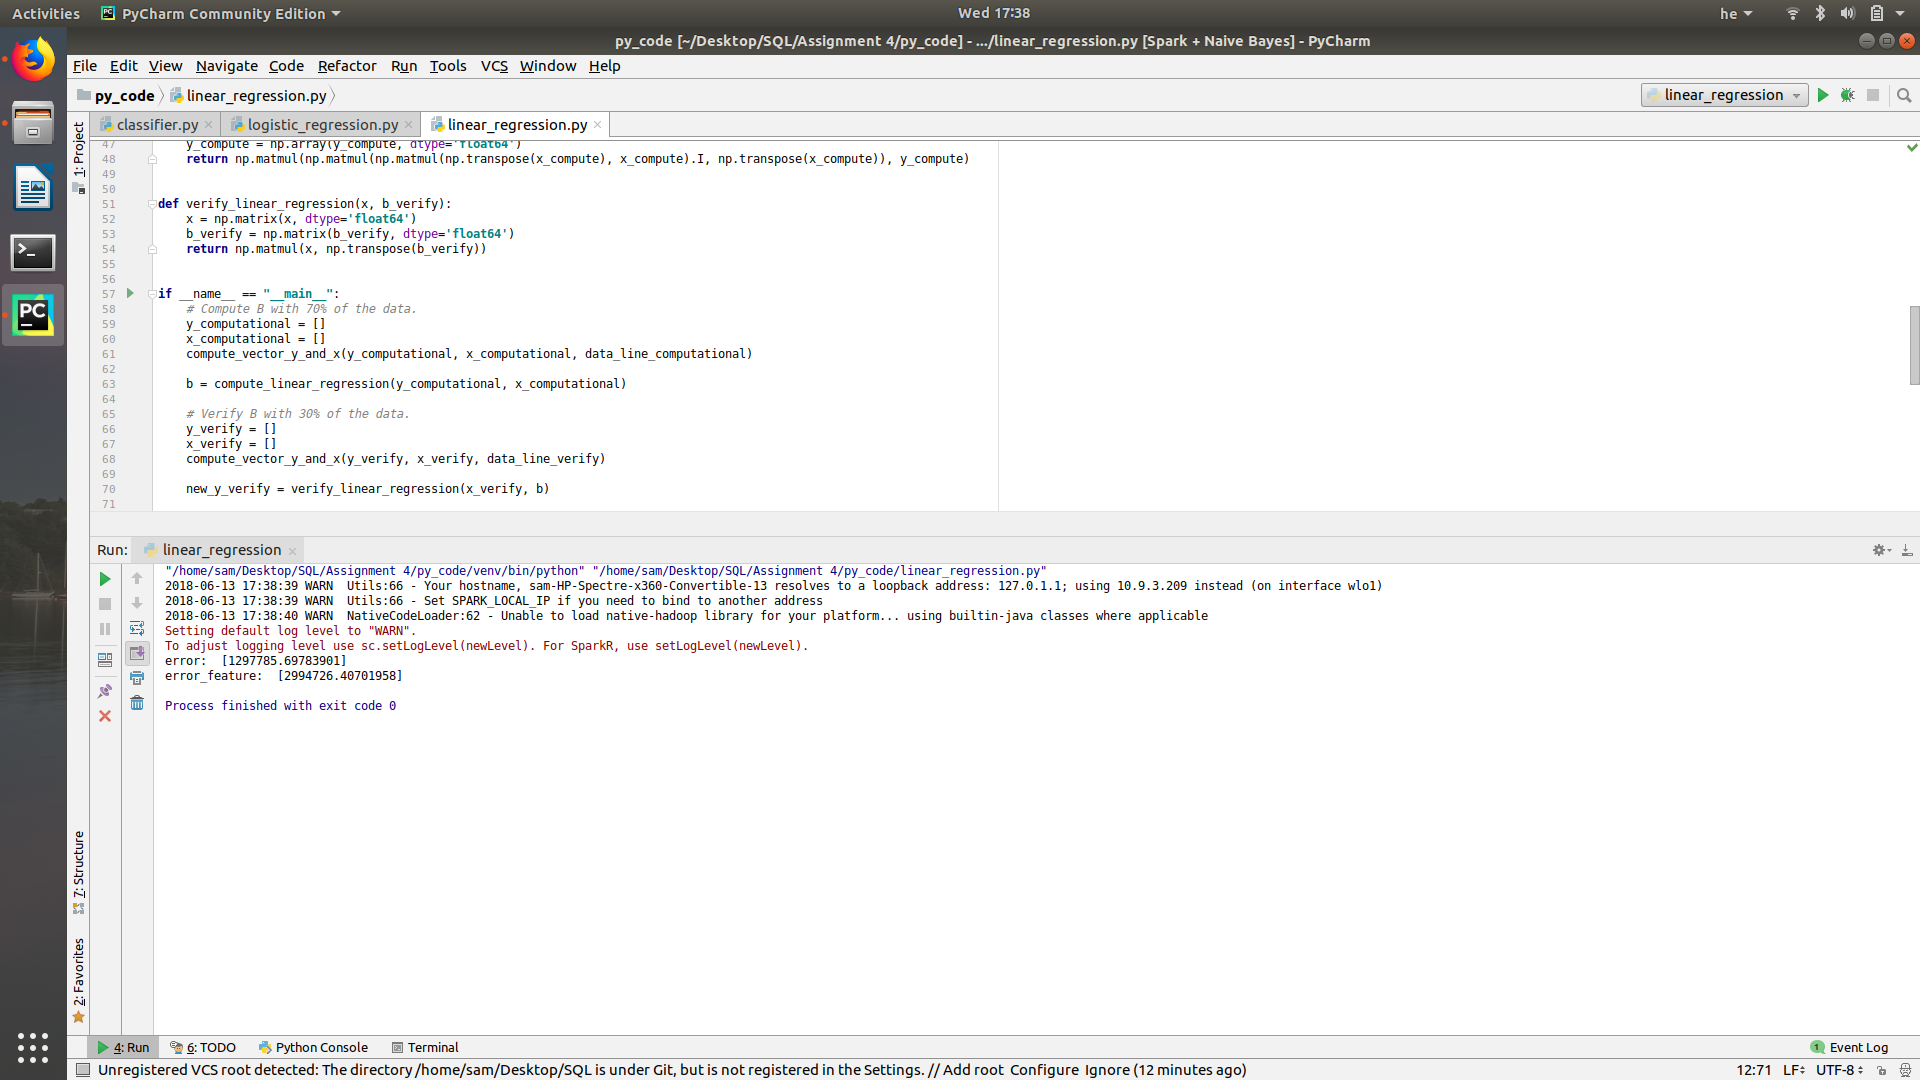 Activities
PyCharm Community Edition
Wed 17:38
he
py_code [~/Desktop/SQL/Assignment 4/py_code] - .../linear_regression.py [Spark + Naive Bayes] - PyCharm
File Edit View Navigate Code Refactor Run Tools VCS Window Help
py_code linear_regression.py
linear_regression
1: Project
classifier.py
logistic_regression.py
linear_regression.py
47 y_compute = np.array(y_compute, dtype='float64')
48 return np.matmul(np.matmul(np.matmul(np.transpose(x_compute), x_compute).I, np.transpose(x_compute)), y_compute)
49
50
51 def verify_linear_regression(x, b_verify):
52 x = np.matrix(x, dtype='float64')
53 b_verify = np.matrix(b_verify, dtype='float64')
54 return np.matmul(x, np.transpose(b_verify))
55
56
57 if __name__ == "__main__":
58 # Compute B with 70% of the data.
59 y_computational = []
60 x_computational = []
61 compute_vector_y_and_x(y_computational, x_computational, data_line_computational)
62
63 b = compute_linear_regression(y_computational, x_computational)
64
65 # Verify B with 30% of the data.
66 y_verify = []
67 x_verify = []
68 compute_vector_y_and_x(y_verify, x_verify, data_line_verify)
69
70 new_y_verify = verify_linear_regression(x_verify, b)
71
Run: linear_regression
"/home/sam/Desktop/SQL/Assignment 4/py_code/venv/bin/python" "/home/sam/Desktop/SQL/Assignment 4/py_code/linear_regression.py"
2018-06-13 17:38:39 WARN  Utils:66 - Your hostname, sam-HP-Spectre-x360-Convertible-13 resolves to a loopback address: 127.0.1.1; using 10.9.3.209 instead (on interface wlo1)
2018-06-13 17:38:39 WARN  Utils:66 - Set SPARK_LOCAL_IP if you need to bind to another address
2018-06-13 17:38:40 WARN  NativeCodeLoader:62 - Unable to load native-hadoop library for your platform... using builtin-java classes where applicable
Setting default log level to "WARN".
To adjust logging level use sc.setLogLevel(newLevel). For SparkR, use setLogLevel(newLevel).
error:  [1297785.69783901]
error_feature:  [2994726.40701958]
Process finished with exit code 0
7: Structure
2: Favorites
4: Run
6: TODO
Python Console
Terminal
1 Event Log
Unregistered VCS root detected: The directory /home/sam/Desktop/SQL is under Git, but is not registered in the Settings. // Add root Configure Ignore (12 minutes ago)
12:71 LF UTF-8
PC